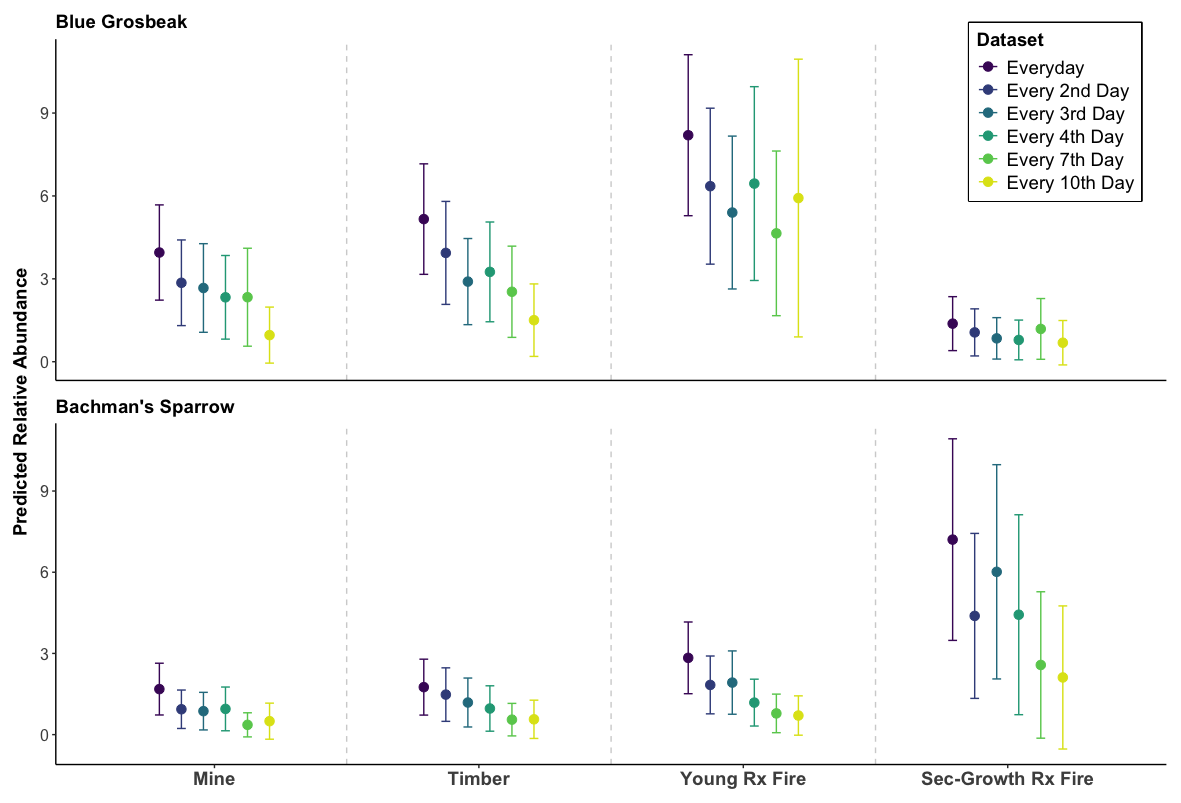 Blue Grosbeak
Dataset
Everyday
Every 2nd Day
Every 3rd Day
Every 4th Day
Every 7th Day
Every 10th Day
9
6
3
0
Predicted Relative Abundance
Bachman's Sparrow
9
6
3
0
Mine Timber Young Rx Fire Sec-Growth Rx Fire